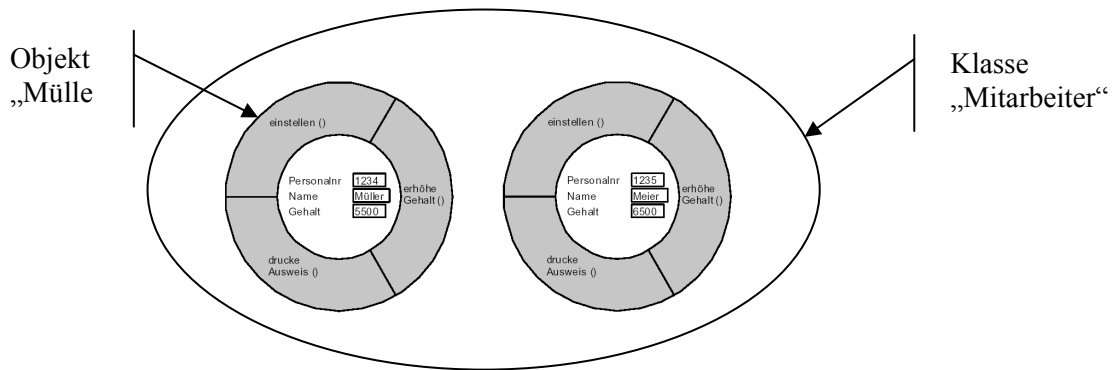 Objekt
„Mülle
Klasse
„Mitarbeiter“
einstellen ()
Personalnr 1234
Name Müller
Gehalt 5500
erhöhe
Gehalt ()
drucke
Ausweis ()
einstellen ()
Personalnr 1235
Name Meier
Gehalt 6500
erhöhe
Gehalt ()
drucke
Ausweis ()